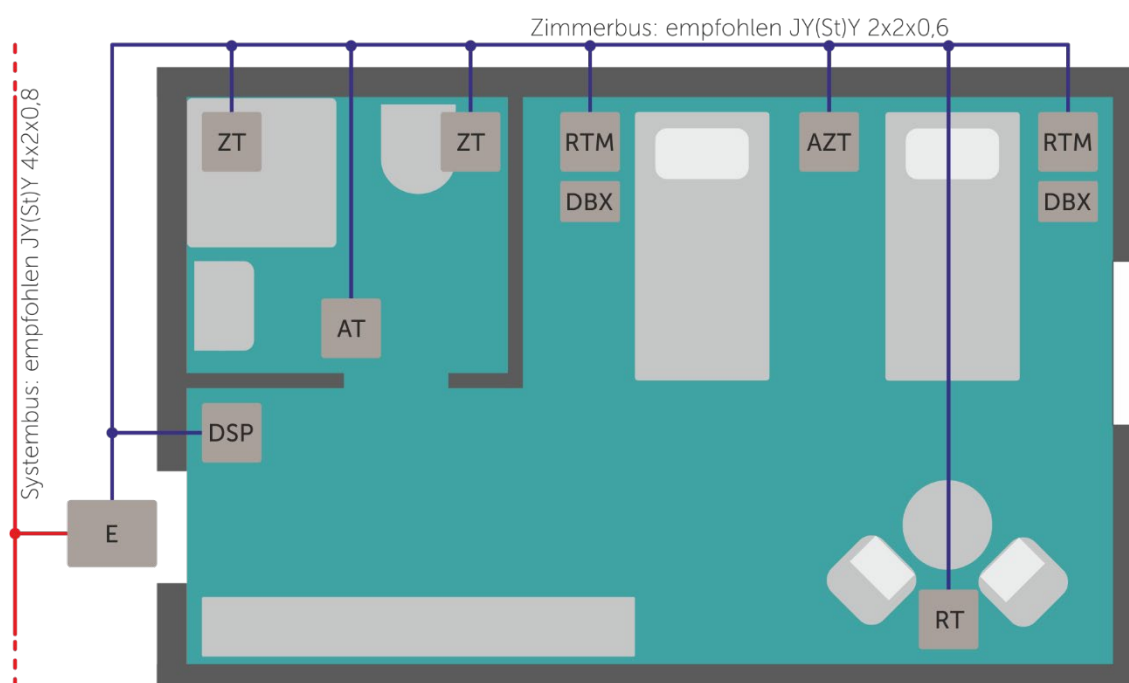 Zimmerbus: empfohlen JY(St)Y 2x2x0,6
Systembus: empfohlen JY(St)Y 4x2x0,8
ZT
ZT
RTM
AZT
RTM
DBX
DBX
AT
DSP
E
RT